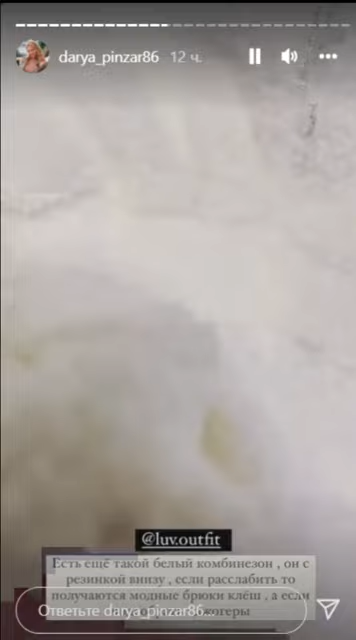 darya_pinzar86 12 ч.
@luv.outfit
Есть ещё такой белый комбинезон , он с
резинкой внизу , если расслабить то
получаются модные брюки клёш , а если
Ответьте darya_pinzar86...